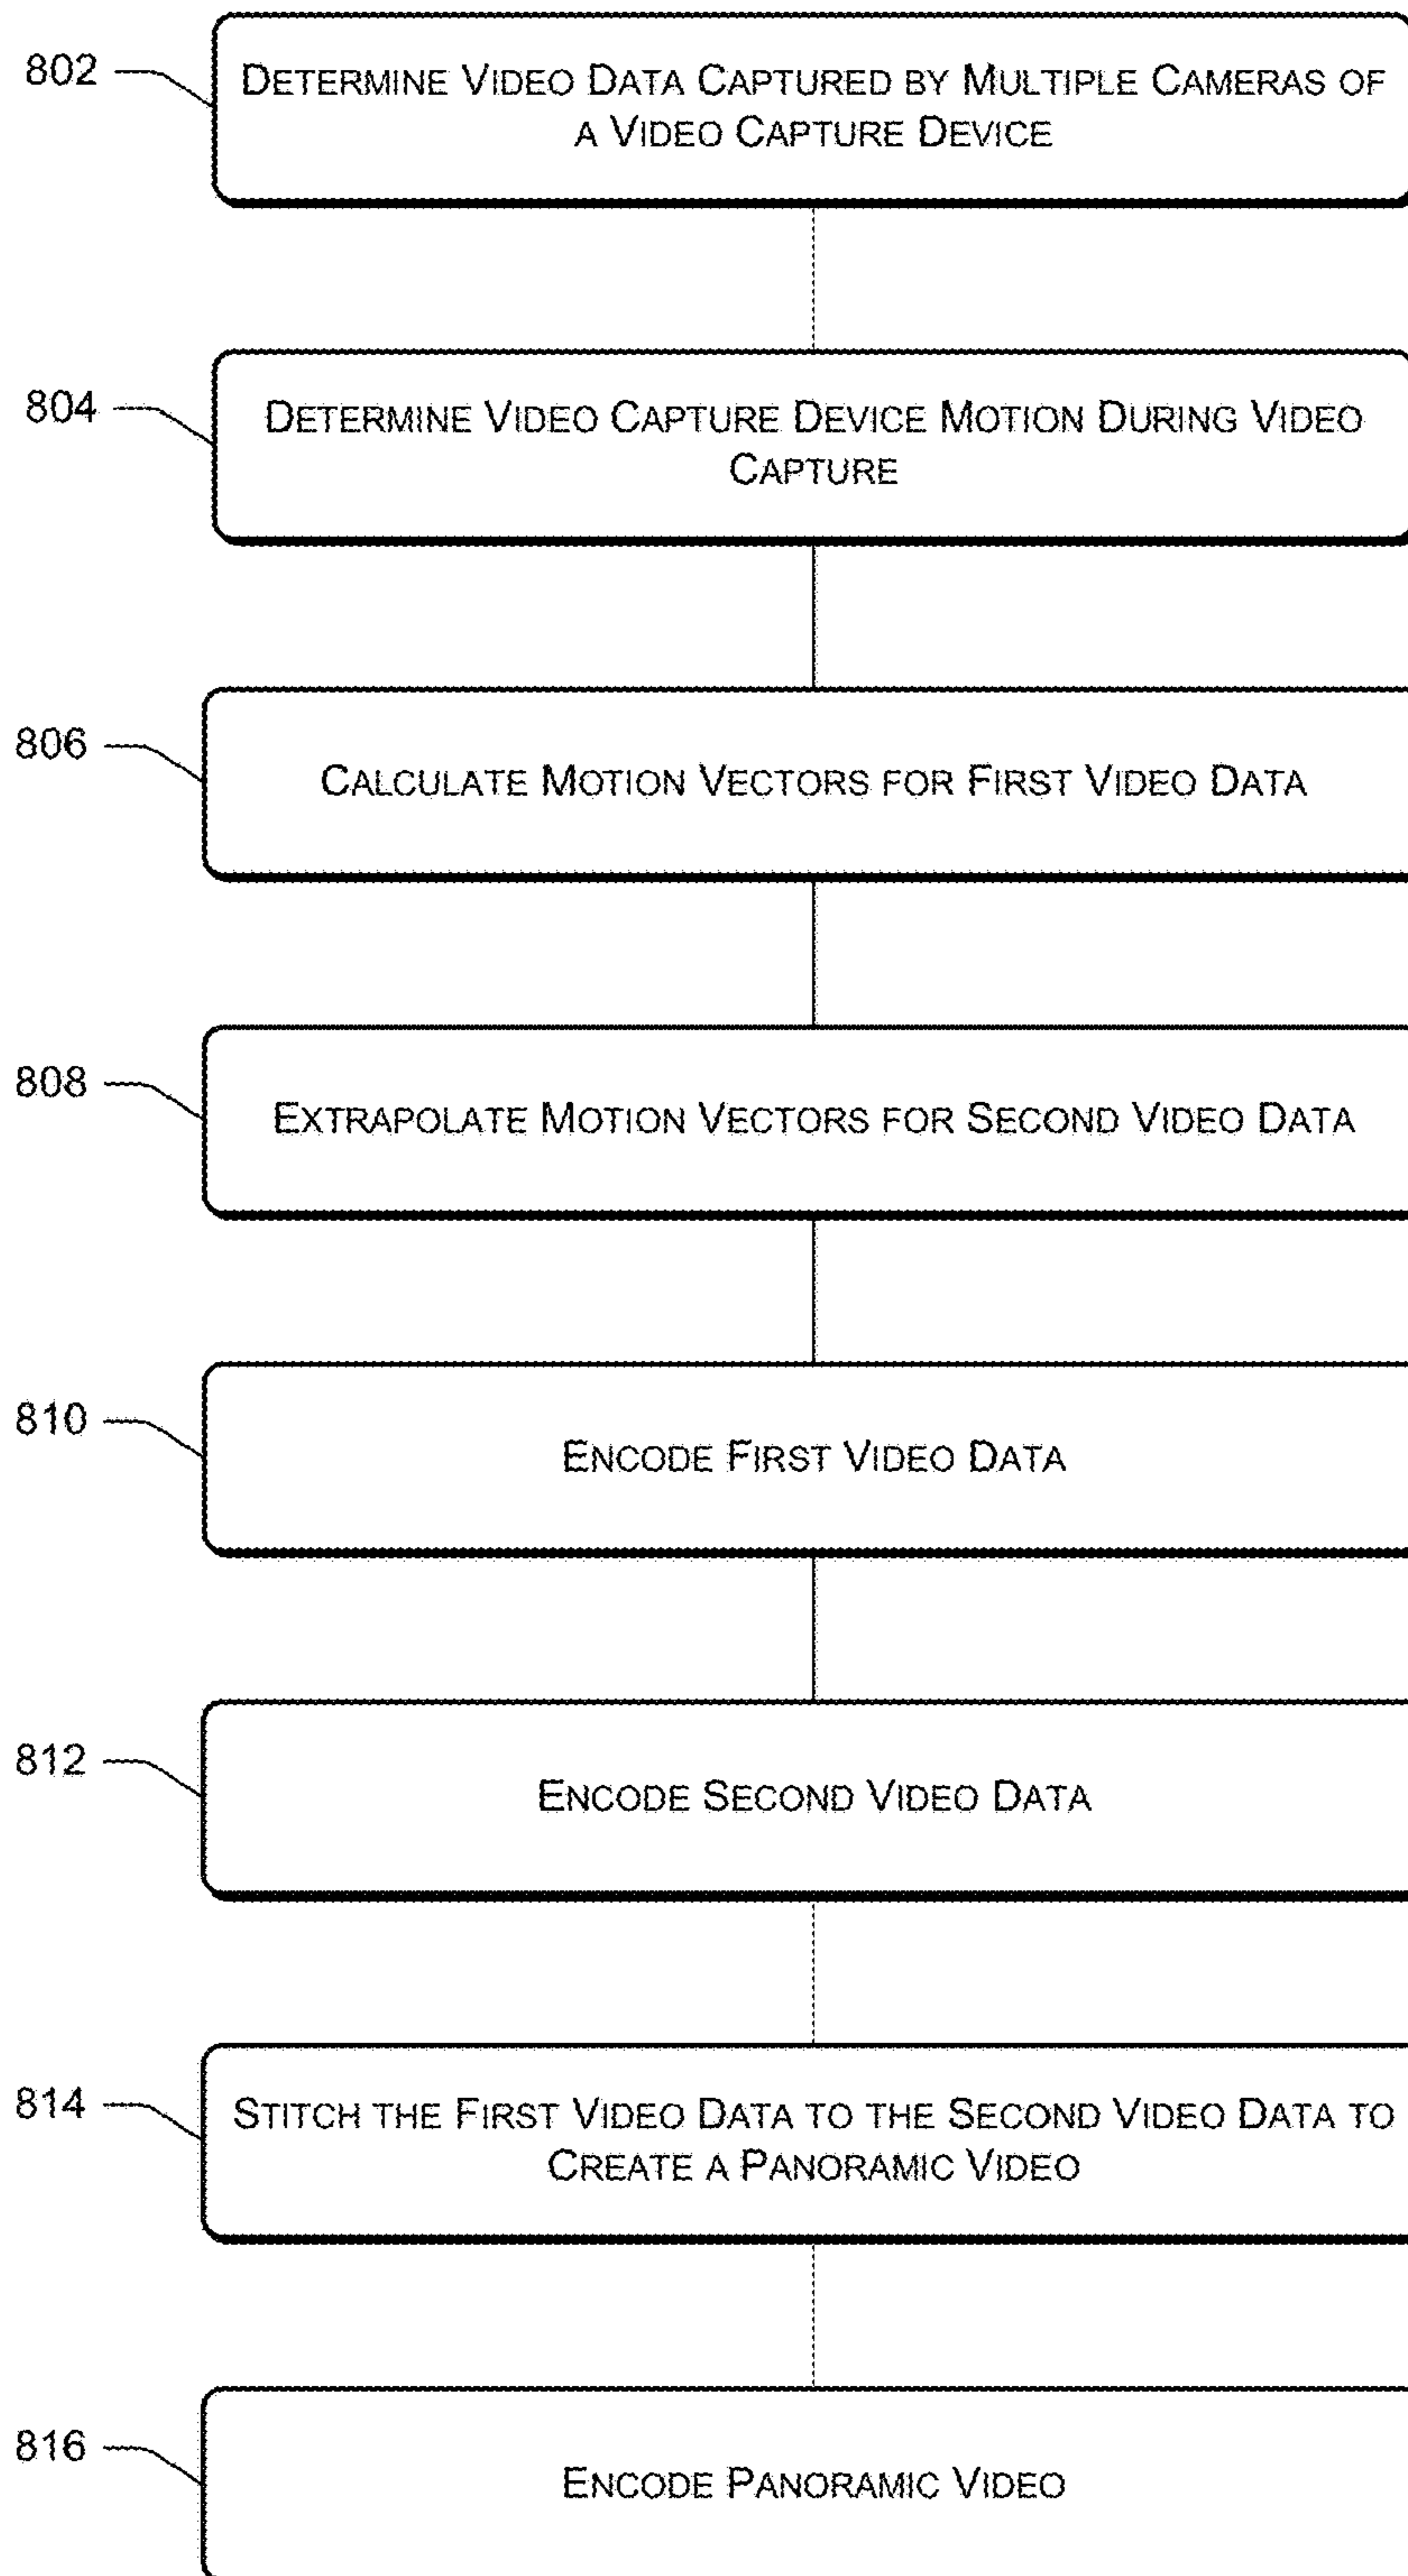 802
DETERMINE VIDEO DATA CAPTURED BY MULTIPLE CAMERAS OF
A VIDEO CAPTURE DEVICE
804
DETERMINE VIDEO CAPTURE DEVICE MOTION DURING VIDEO
CAPTURE
806
CALCULATE MOTION VECTORS FOR FIRST VIDEO DATA
808
EXTRAPOLATE MOTION VECTORS FOR SECOND VIDEO DATA
810
ENCODE FIRST VIDEO DATA
812
ENCODE SECOND VIDEO DATA
814
STITCH THE FIRST VIDEO DATA TO THE SECOND VIDEO DATA TO
CREATE A PANORAMIC VIDEO
816
ENCODE PANORAMIC VIDEO